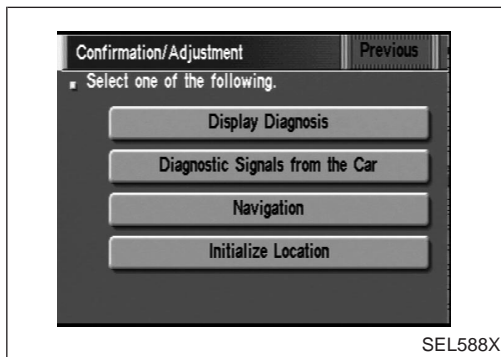 Confirmation/Adjustment Previous
Select one of the following.
Display Diagnosis
Diagnostic Signals from the Car
Navigation
Initialize Location
SEL588X